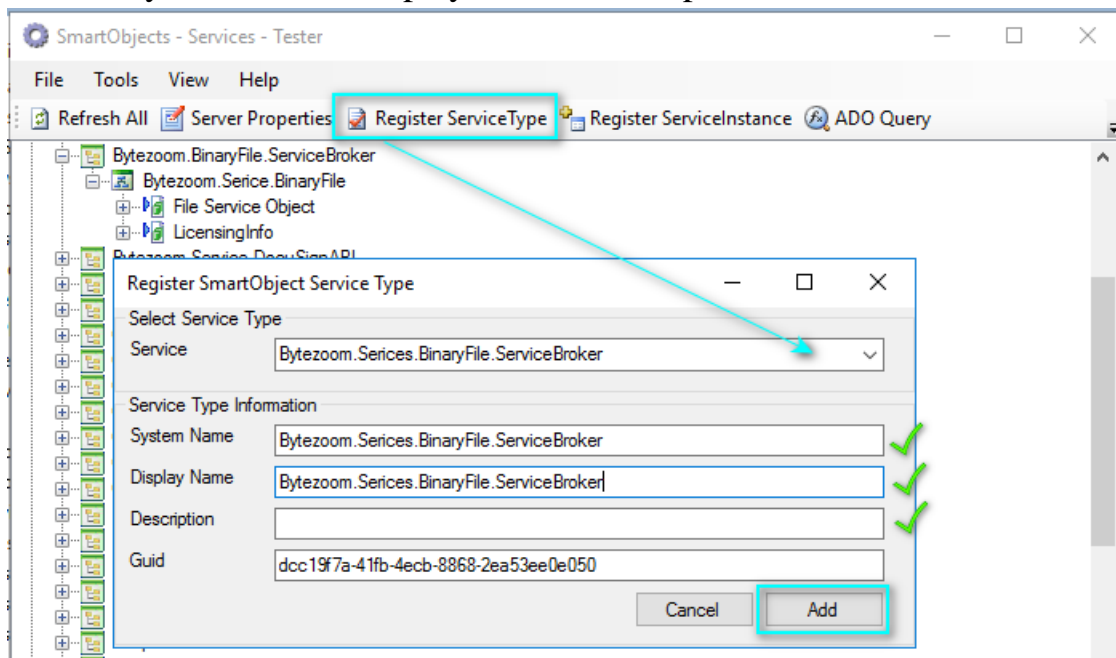 SmartObjects - Services - Tester
File Tools View Help
Refresh All Server Properties Register ServiceType Register ServiceInstance ADO Query
Bytezoom.BinaryFile.ServiceBroker
Bytezoom.Serice.BinaryFile
File Service Object
LicensingInfo
Bytezoom.Service.DocuSignAPI
Register SmartObject Service Type
Select Service Type
Service Bytezoom.Serices.BinaryFile.ServiceBroker
Service Type Information
System Name Bytezoom.Serices.BinaryFile.ServiceBroker
Display Name Bytezoom.Serices.BinaryFile.ServiceBroker
Description
Guid dcc19f7a-41fb-4ecb-8868-2ea53ee0e050
Cancel Add